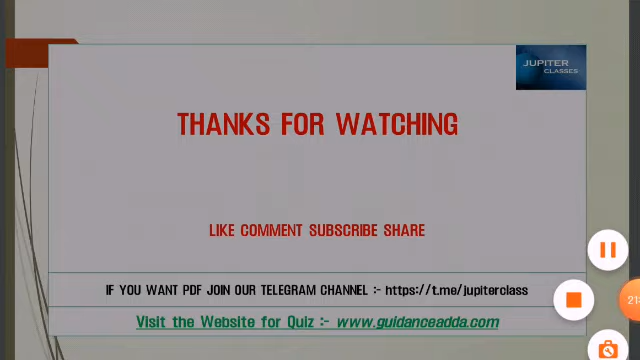 JUPITER
CLASSES
THANKS FOR WATCHING
LIKE COMMENT SUBSCRIBE SHARE
IF YOU WANT PDF JOIN OUR TELEGRAM CHANNEL :- https://t.me/jupiterclass
Visit the Website for Quiz :- www.guidanceadda.com